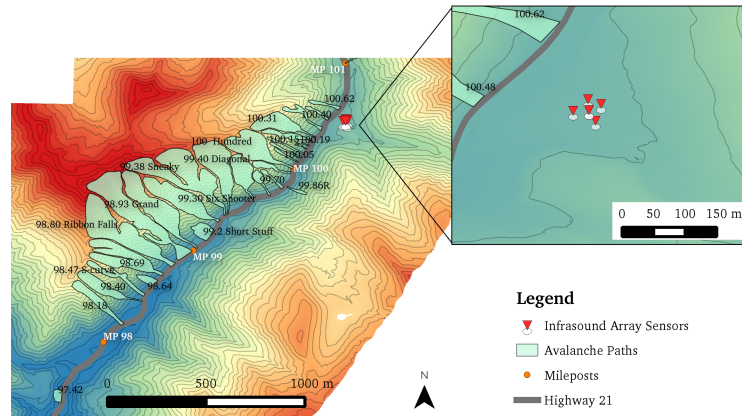 100.62
MP 101
100.62
100.48
100.31
100.40
100- Hundred
100.15
100.19
99.40 Diagonal
100.05
99.38 Sneaky
MP 100
99.70
99.86R
98.93 Grand
99.30 Six Shooter
98.80 Ribbon Falls
99.2 Short Stuff
98.69
MP 99
98.47 S-curve
98.40
98.64
98.18
MP 98
97.42
0 500 1000 m
N
0 50 100 150 m
Legend
Infrasound Array Sensors
Avalanche Paths
Mileposts
Highway 21